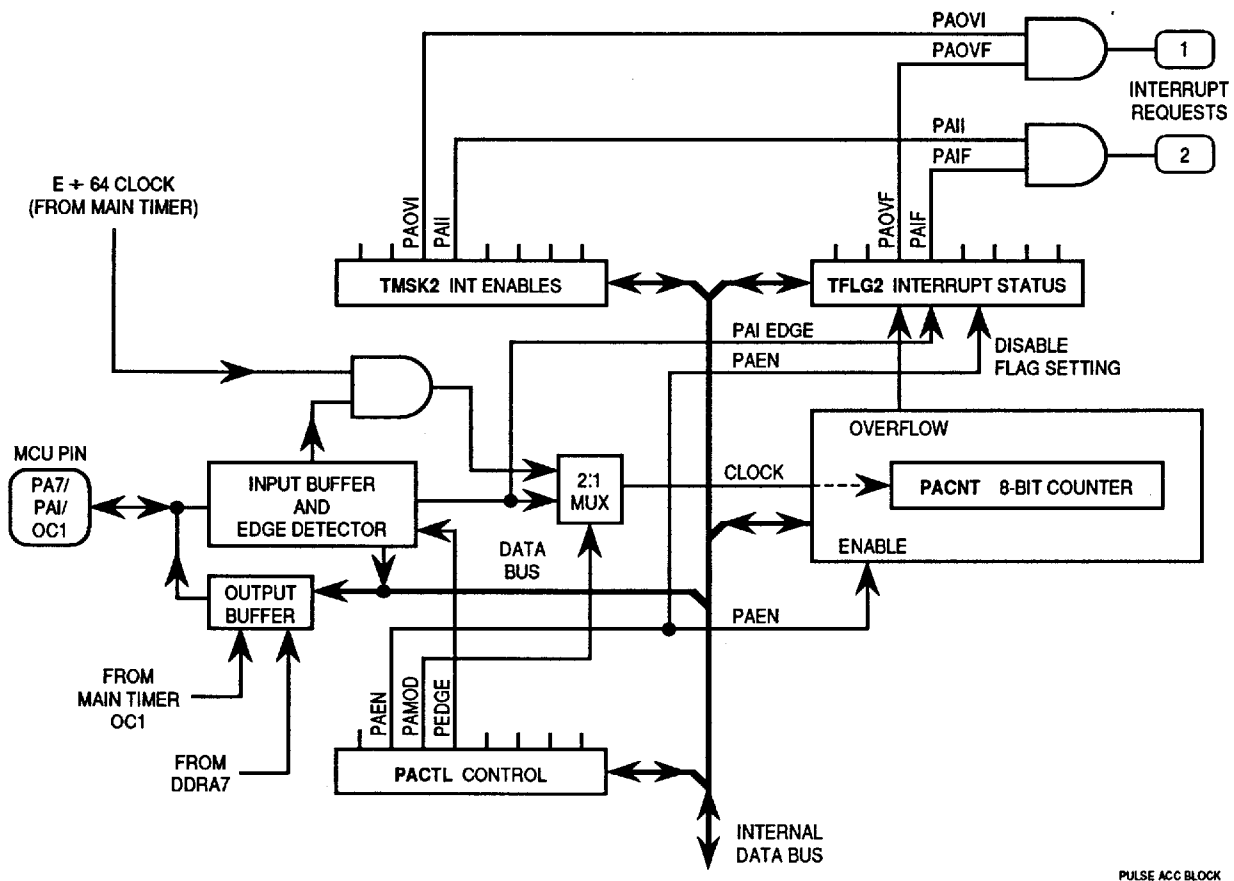 PAOVI
PAOVF
1
INTERRUPT
REQUESTS
PAII
PAIF
2
E ÷ 64 CLOCK
(FROM MAIN TIMER)
PAOVI
PAII
PAOVF
PAIF
TMSK2 INT ENABLES
TFLG2 INTERRUPT STATUS
PAI EDGE
PAEN
DISABLE
FLAG SETTING
OVERFLOW
MCU PIN
PA7/
PAI/
OC1
INPUT BUFFER
AND
EDGE DETECTOR
2:1
MUX
CLOCK
PACNT 8-BIT COUNTER
DATA
BUS
ENABLE
OUTPUT
BUFFER
PAEN
FROM
MAIN TIMER
OC1
PAEN
PAMOD
PEDGE
FROM
DDRA7
PACTL CONTROL
INTERNAL
DATA BUS
PULSE ACC BLOCK